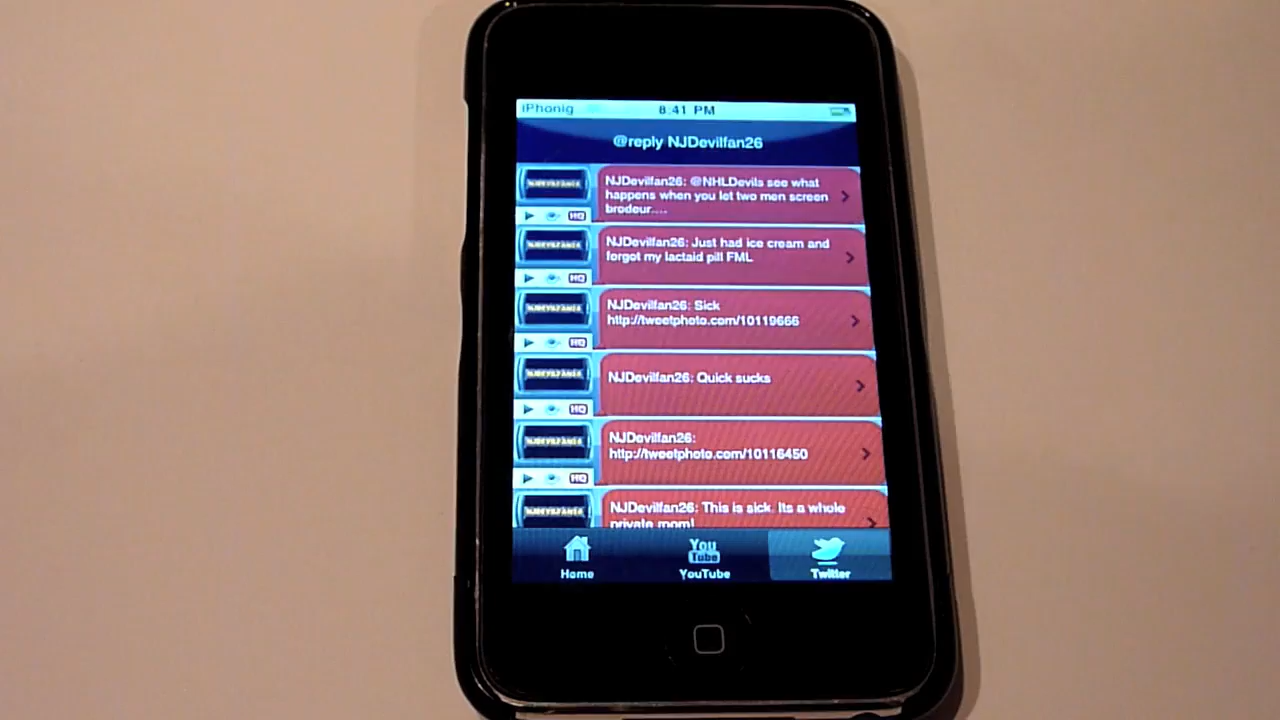 iPhonig 8:41 PM
@reply NJDevilfan26
NJDevilfan26: @NHLDevils see what
happens when you let two men screen
brodeur....
HQ
NJDevilfan26: Just had ice cream and
forgot my lactaid pill FML
HQ
NJDevilfan26: Sick
http://tweetphoto.com/10119666
HQ
NJDevilfan26: Quick sucks
HQ
NJDevilfan26:
http://tweetphoto.com/10116450
HQ
NJDevilfan26: This is sick. Its a whole
private room!
You
Tube
Home YouTube Twitter